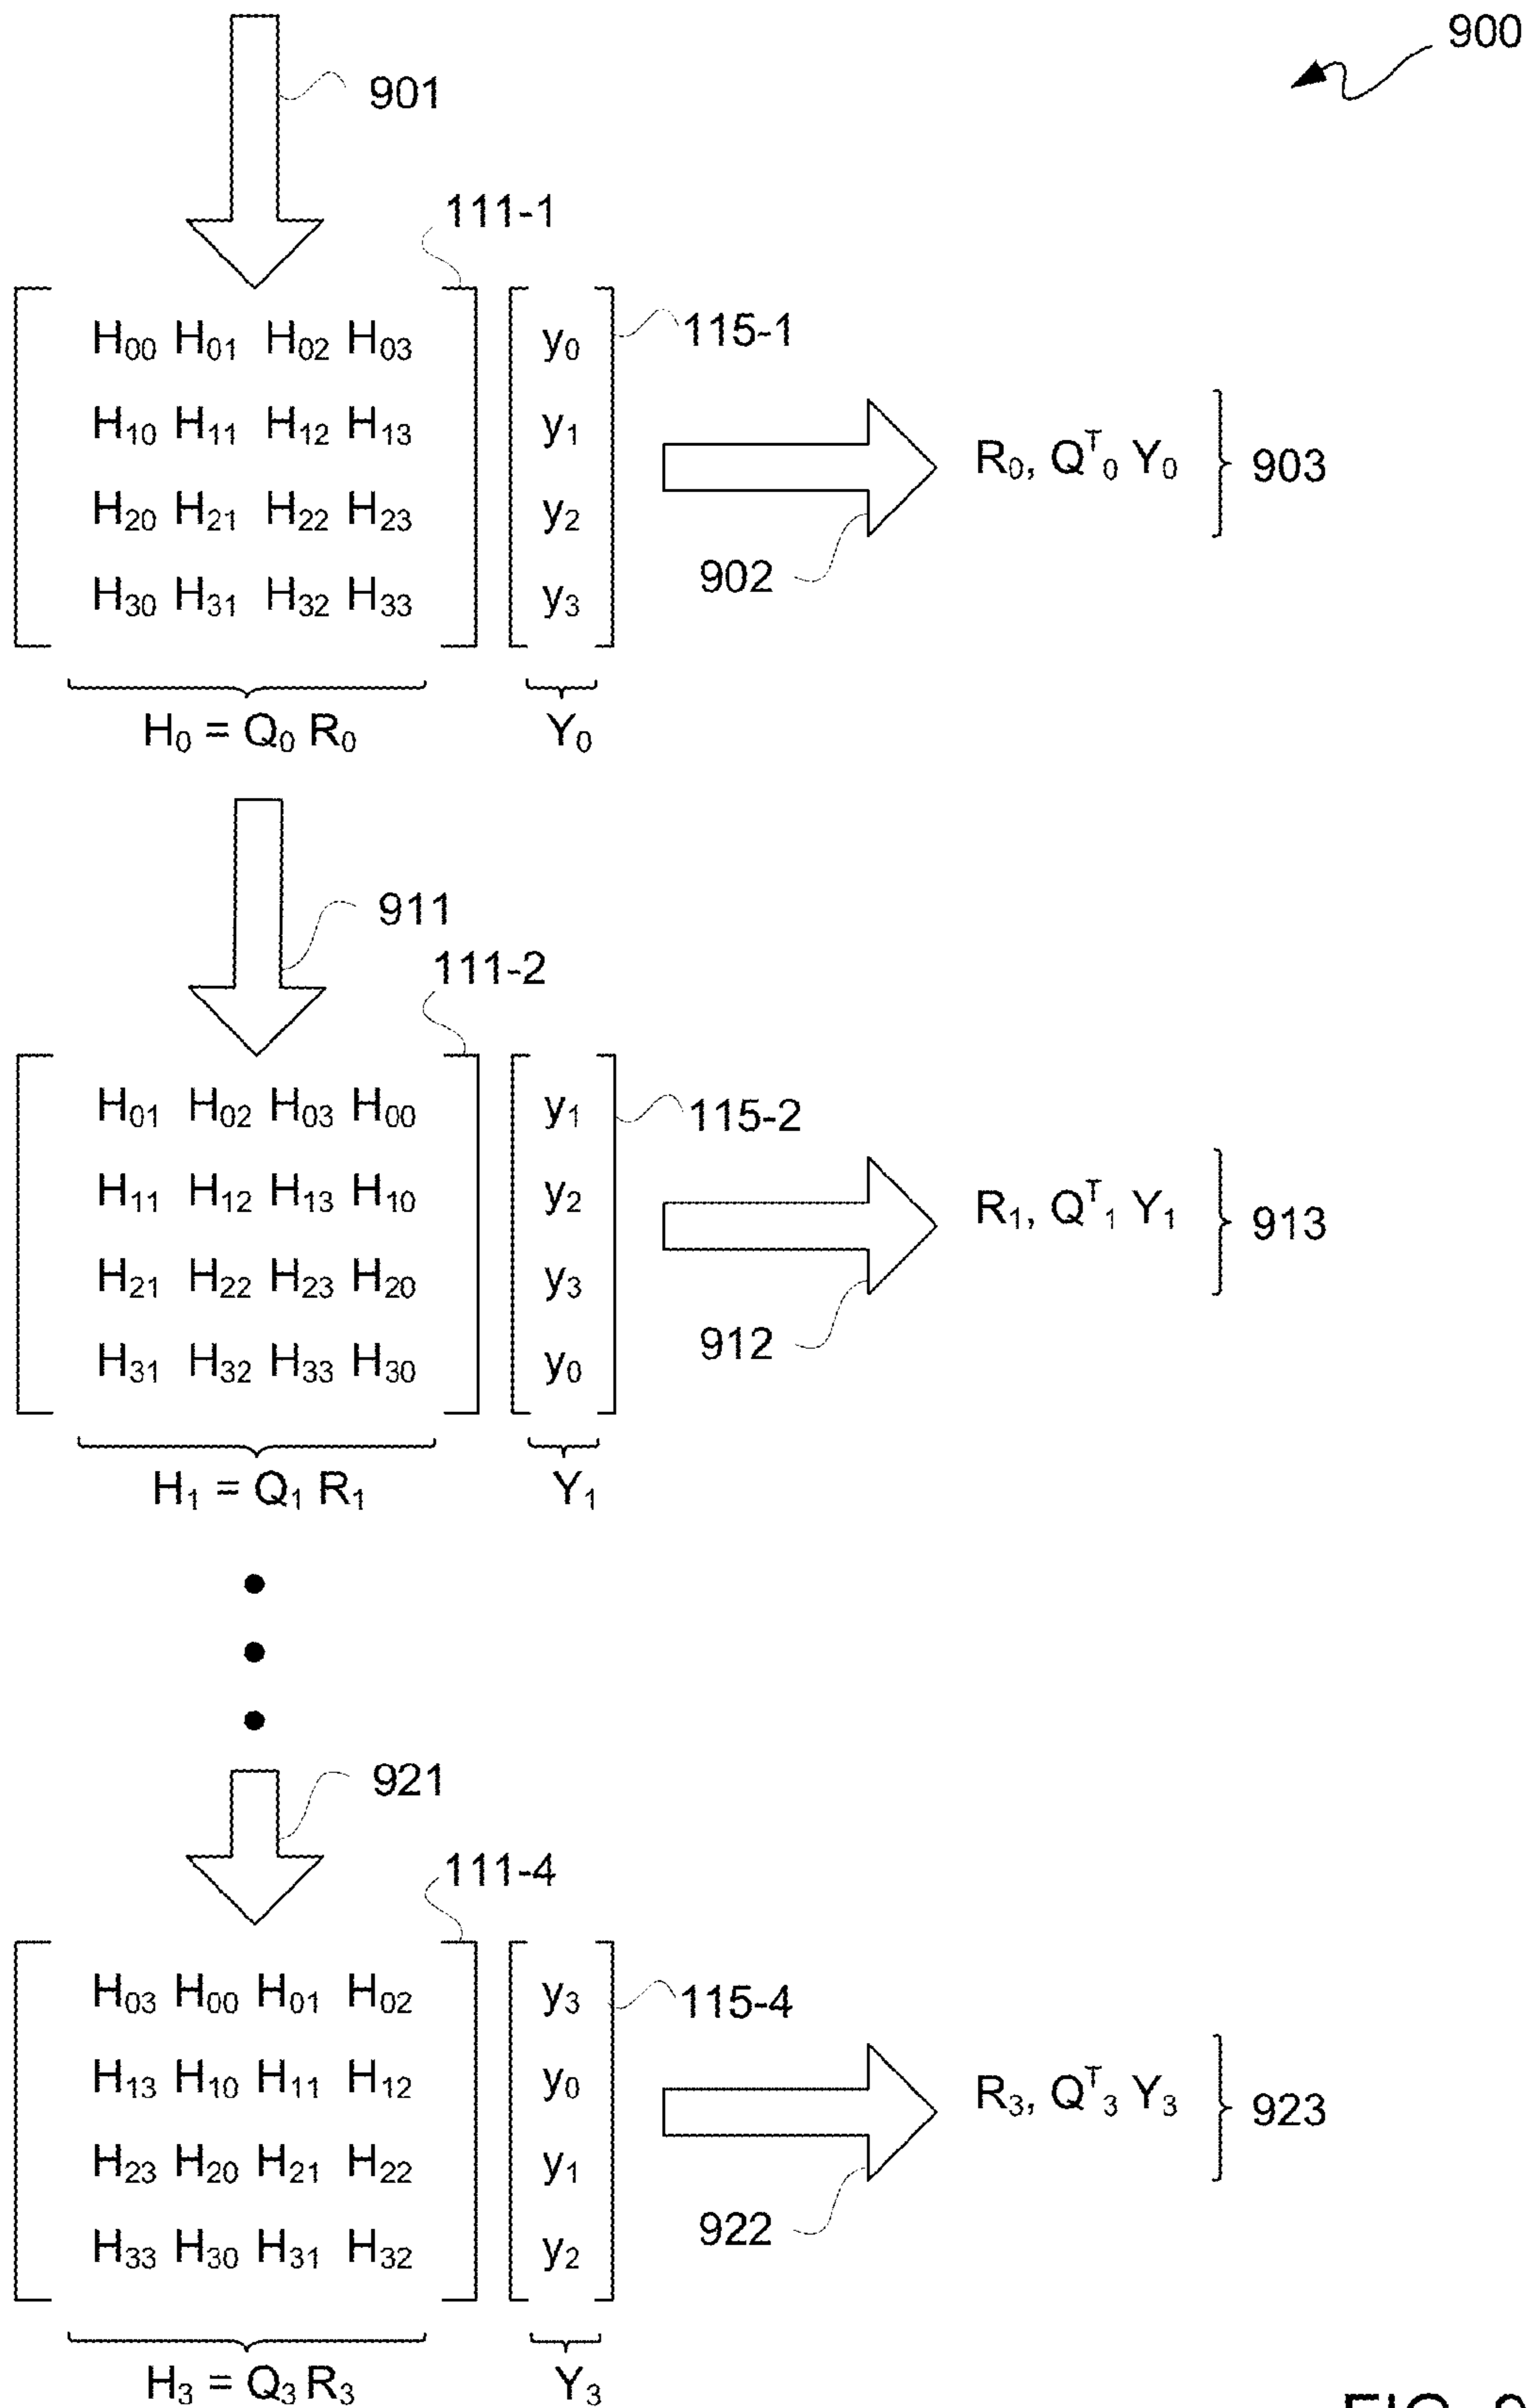 900
901
111-1
H₀₀ H₀₁ H₀₂ H₀₃
H₁₀ H₁₁ H₁₂ H₁₃
H₂₀ H₂₁ H₂₂ H₂₃
H₃₀ H₃₁ H₃₂ H₃₃
y₀
y₁
y₂
y₃
115-1
902
R₀, Qᵀ₀ Y₀
903
H₀ = Q₀ R₀
Y₀
911
111-2
H₀₁ H₀₂ H₀₃ H₀₀
H₁₁ H₁₂ H₁₃ H₁₀
H₂₁ H₂₂ H₂₃ H₂₀
H₃₁ H₃₂ H₃₃ H₃₀
y₁
y₂
y₃
y₀
115-2
912
R₁, Qᵀ₁ Y₁
913
H₁ = Q₁ R₁
Y₁
921
111-4
H₀₃ H₀₀ H₀₁ H₀₂
H₁₃ H₁₀ H₁₁ H₁₂
H₂₃ H₂₀ H₂₁ H₂₂
H₃₃ H₃₀ H₃₁ H₃₂
y₃
y₀
y₁
y₂
115-4
922
R₃, Qᵀ₃ Y₃
923
H₃ = Q₃ R₃
Y₃